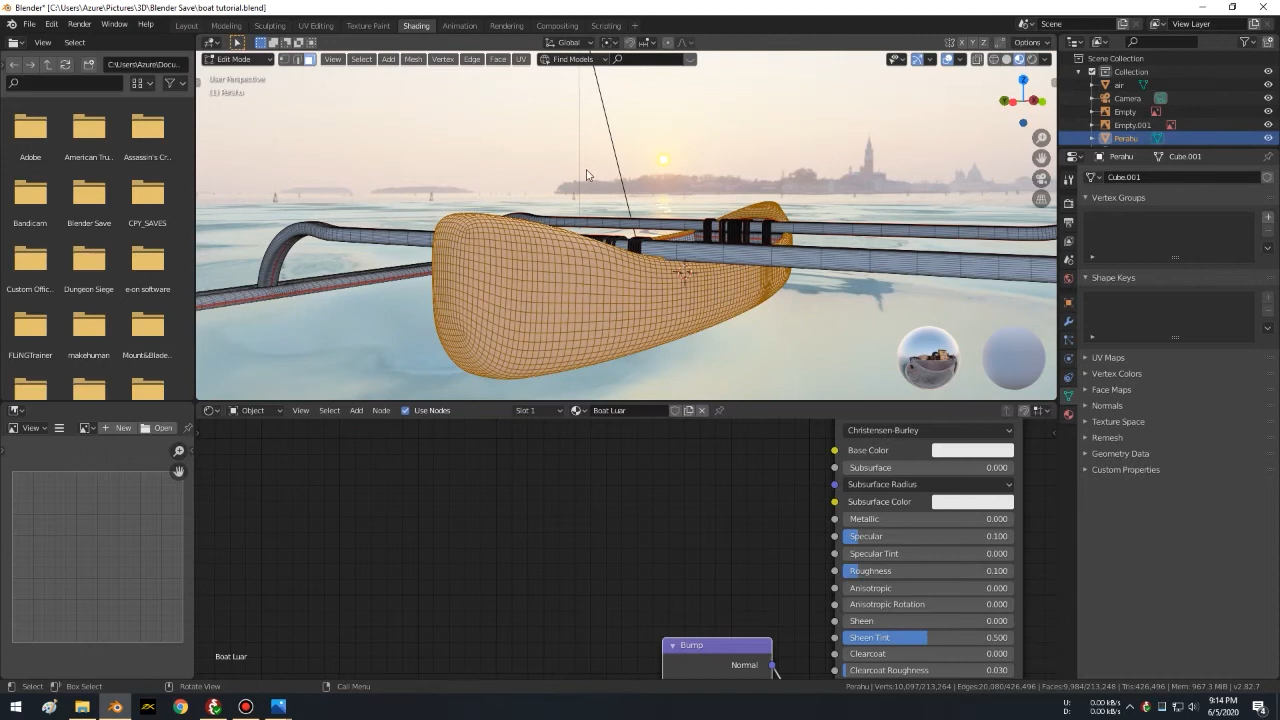 Blender* [C:\Users\Azure\Pictures\3D\Blender Save\boat tutorial.blend]
File Edit Render Window Help Layout Modeling Sculpting UV Editing Texture Paint Shading Animation Rendering Compositing Scripting + Scene View Layer
View Select Global Options
Edit Mode View Select Add Mesh Vertex Edge Face UV Find Models
C:\Users\Azure\Docu...
User Perspective
(1) Perahu
Adobe American Tru... Assassin's Cr...
Bandicam Blender Save CPY_SAVES
Custom Offic... Dungeon Siege e-on software
FLiNGTrainer makehuman Mount&Blade...
Scene Collection
Collection
air
Camera
Empty
Empty.001
Perahu
Perahu Cube.001
Cube.001
Vertex Groups
Shape Keys
UV Maps
Vertex Colors
Face Maps
Normals
Texture Space
Remesh
Geometry Data
Custom Properties
View New Open
Object View Select Add Node Use Nodes Slot 1 Boat Luar
Christensen-Burley
Base Color
Subsurface 0.000
Subsurface Radius
Subsurface Color
Metallic 0.000
Specular 0.100
Specular Tint 0.000
Roughness 0.100
Anisotropic 0.000
Anisotropic Rotation 0.000
Sheen 0.000
Sheen Tint 0.500
Clearcoat 0.000
Clearcoat Roughness 0.030
Bump
Normal
Boat Luar
Select Box Select Rotate View Call Menu Perahu | Verts:10,097/213,264 | Edges:20,080/426,496 | Faces:9,984/213,248 | Tris:426,496 | Mem: 967.3 MiB | v2.82.7
U: 0.00 kB/s
D: 0.00 kB/s
9:14 PM
6/5/2020